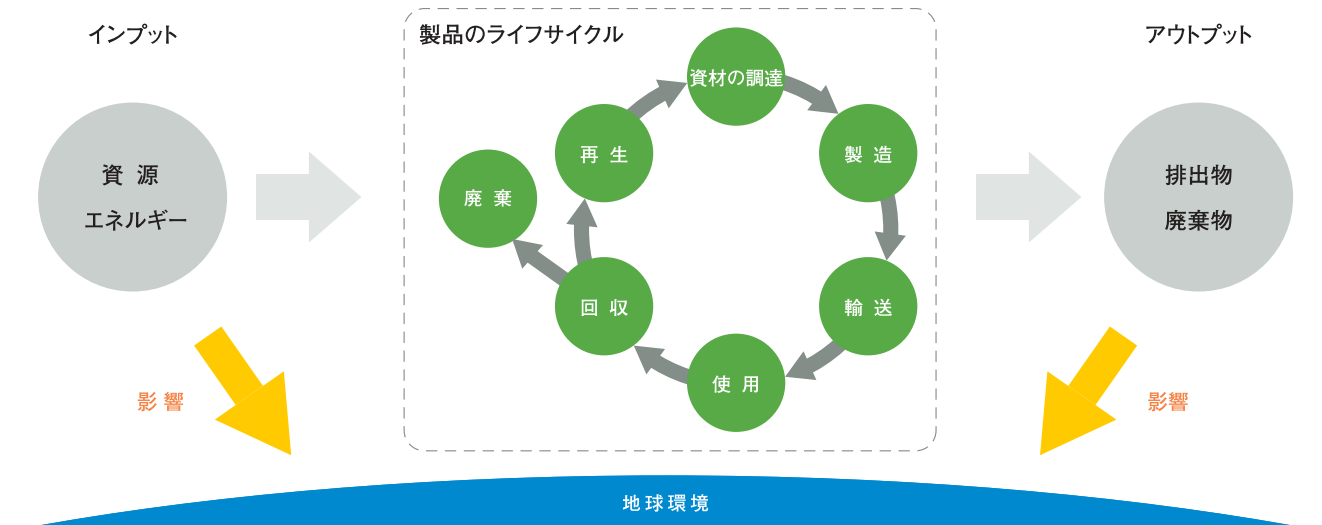 インプット
製品のライフサイクル
アウトプット
資源
エネルギー
資材の調達
製造
輸送
使用
回収
再生
廃棄
排出物
廃棄物
影響
影響
地球環境